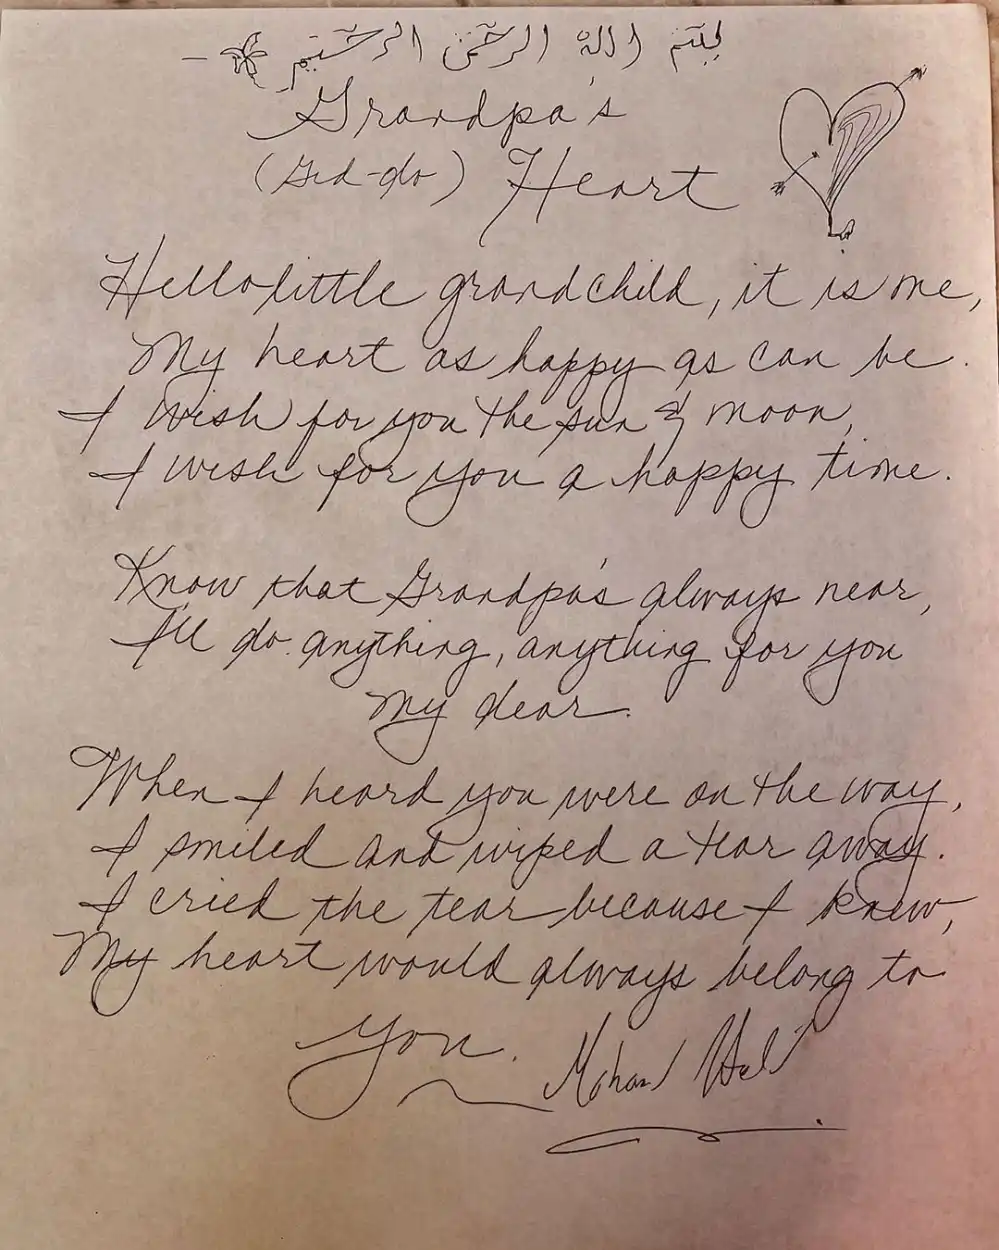 بسم الله الرحمن الرحيم
Grandpa's
(Gid-do) Heart
Hello little grandchild, it is me,
My heart as happy as can be.
I wish for you the sun & moon,
I wish for you a happy time.
Know that Grandpa's always near,
I'll do anything, anything for you
my dear.
When I heard you were on the way,
I smiled and wiped a tear away.
I cried the tear because I knew,
My heart would always belong to
you.